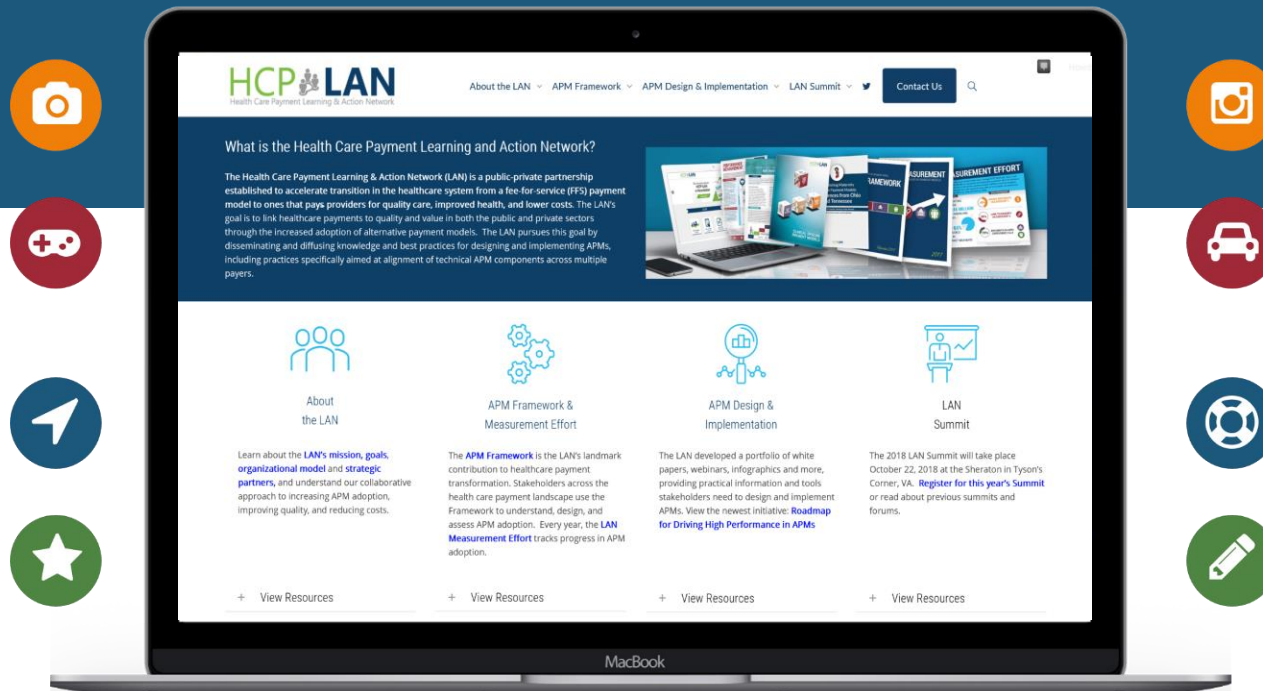 HCP LAN
Health Care Payment Learning & Action Network
About the LAN APM Framework APM Design & Implementation LAN Summit Contact Us
What is the Health Care Payment Learning and Action Network?
The Health Care Payment Learning & Action Network (LAN) is a public-private partnership
established to accelerate transition in the healthcare system from a fee-for-service (FFS) payment
model to ones that pays providers for quality care, improved health, and lower costs. The LAN's
goal is to link healthcare payments to quality and value in both the public and private sectors
through the increased adoption of alternative payment models. The LAN pursues this goal by
disseminating and diffusing knowledge and best practices for designing and implementing APMs,
including practices specifically aimed at alignment of technical APM components across multiple
payers.
About
the LAN
Learn about the LAN's mission, goals,
organizational model and strategic
partners, and understand our collaborative
approach to increasing APM adoption,
improving quality, and reducing costs.
+ View Resources
APM Framework &
Measurement Effort
The APM Framework is the LAN's landmark
contribution to healthcare payment
transformation. Stakeholders across the
health care payment landscape use the
Framework to understand, design, and
assess APM adoption. Every year, the LAN
Measurement Effort tracks progress in APM
adoption.
+ View Resources
APM Design &
Implementation
The LAN developed a portfolio of white
papers, webinars, infographics and more,
providing practical information and tools
stakeholders need to design and implement
APMs. View the newest initiative: Roadmap
for Driving High Performance in APMs
+ View Resources
LAN
Summit
The 2018 LAN Summit will take place
October 22, 2018 at the Sheraton in Tyson's
Corner, VA. Register for this year's Summit
or read about previous summits and
forums.
+ View Resources
MacBook